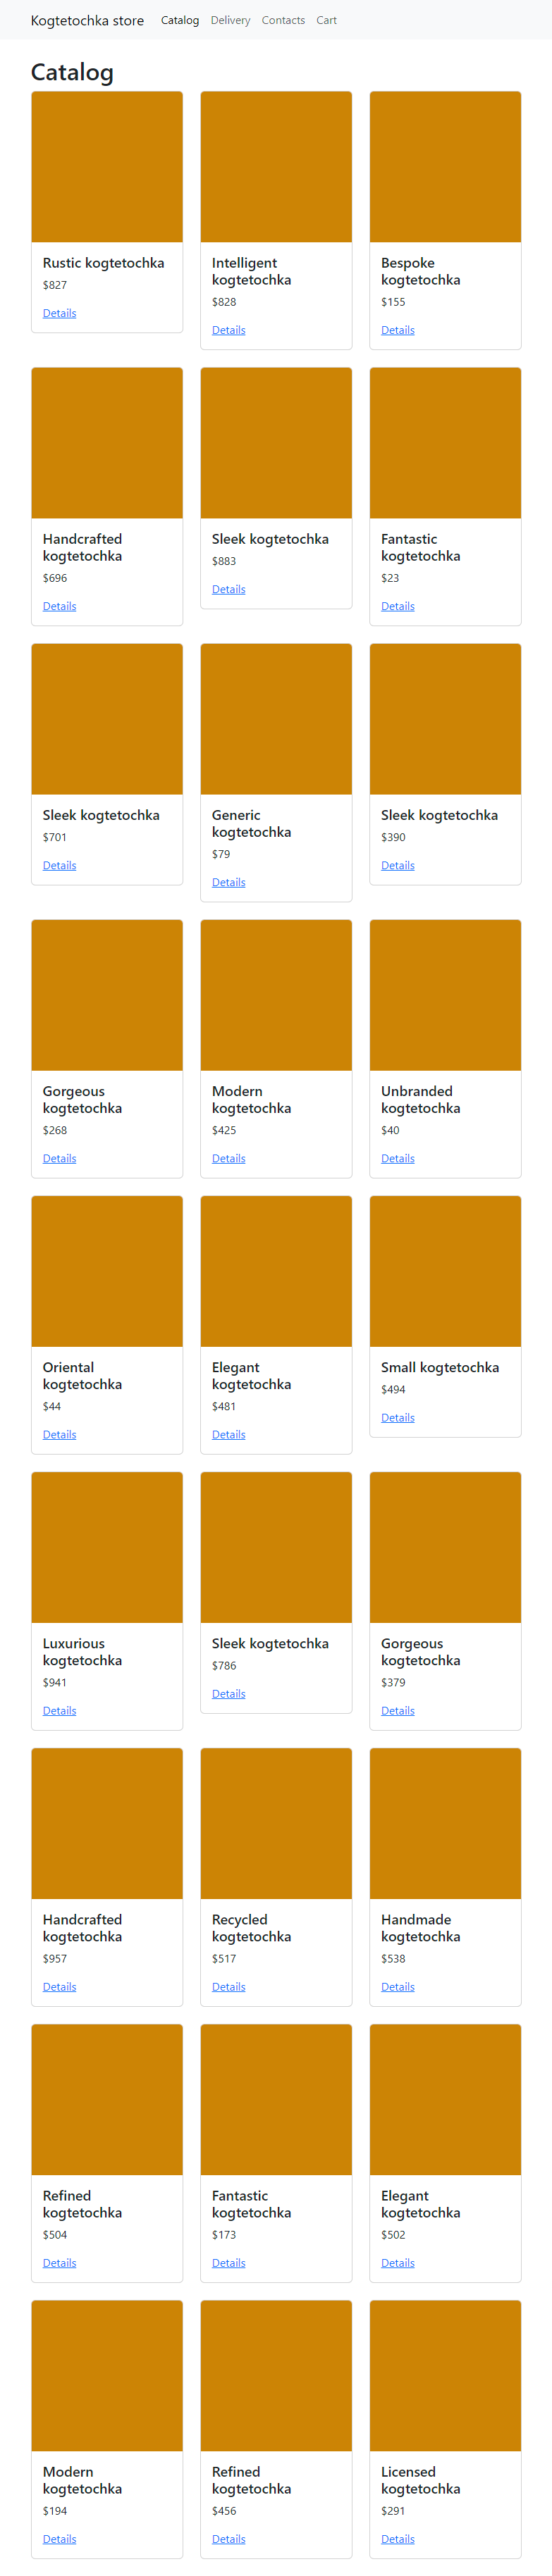 Kogtetochka store Catalog Delivery Contacts Cart
Catalog
Rustic kogtetochka
$827
Details
Intelligent
kogtetochka
$828
Details
Bespoke
kogtetochka
$155
Details
Handcrafted
kogtetochka
$696
Details
Sleek kogtetochka
$883
Details
Fantastic
kogtetochka
$23
Details
Sleek kogtetochka
$701
Details
Generic
kogtetochka
$79
Details
Sleek kogtetochka
$390
Details
Gorgeous
kogtetochka
$268
Details
Modern
kogtetochka
$425
Details
Unbranded
kogtetochka
$40
Details
Oriental
kogtetochka
$44
Details
Elegant
kogtetochka
$481
Details
Small kogtetochka
$494
Details
Luxurious
kogtetochka
$941
Details
Sleek kogtetochka
$786
Details
Gorgeous
kogtetochka
$379
Details
Handcrafted
kogtetochka
$957
Details
Recycled
kogtetochka
$517
Details
Handmade
kogtetochka
$538
Details
Refined
kogtetochka
$504
Details
Fantastic
kogtetochka
$173
Details
Elegant
kogtetochka
$502
Details
Modern
kogtetochka
$194
Details
Refined
kogtetochka
$456
Details
Licensed
kogtetochka
$291
Details